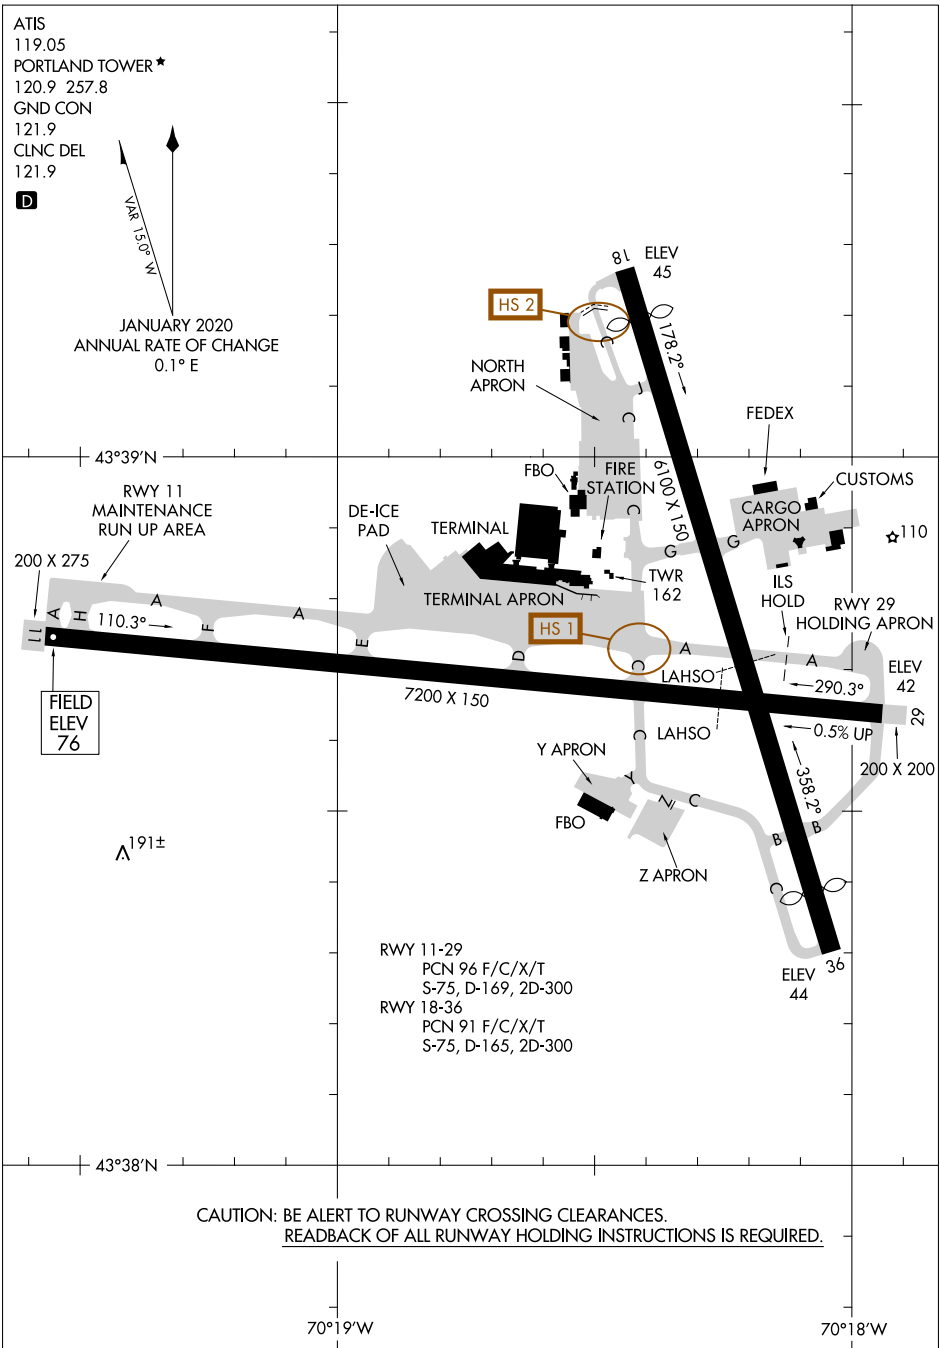 ATIS
119.05
PORTLAND TOWER★
120.9 257.8
GND CON
121.9
CLNC DEL
121.9
D
VAR 15.0° W
JANUARY 2020
ANNUAL RATE OF CHANGE
0.1° E
18
ELEV
45
HS 2
C
178.2°
J
NORTH
APRON
C
FEDEX
43°39'N
6100 X 150
FBO
FIRE
STATION
CUSTOMS
RWY 11
MAINTENANCE
RUN UP AREA
DE-ICE
PAD
TERMINAL
C
CARGO
APRON
110
G
G
200 X 275
TWR
162
ILS
HOLD
TERMINAL APRON
RWY 29
HOLDING APRON
A
H
A
110.3°
F
A
HS 1
11
E
D
C
A
A
LAHSO
ELEV
42
290.3°
FIELD
ELEV
76
7200 X 150
29
0.5% UP
LAHSO
C
Y APRON
200 X 200
Y
Z
C
358.2°
FBO
B
B
191±
Z APRON
C
RWY 11-29
PCN 96 F/C/X/T
S-75, D-169, 2D-300
RWY 18-36
PCN 91 F/C/X/T
S-75, D-165, 2D-300
36
ELEV
44
43°38'N
CAUTION: BE ALERT TO RUNWAY CROSSING CLEARANCES.
READBACK OF ALL RUNWAY HOLDING INSTRUCTIONS IS REQUIRED.
70°19'W
70°18'W